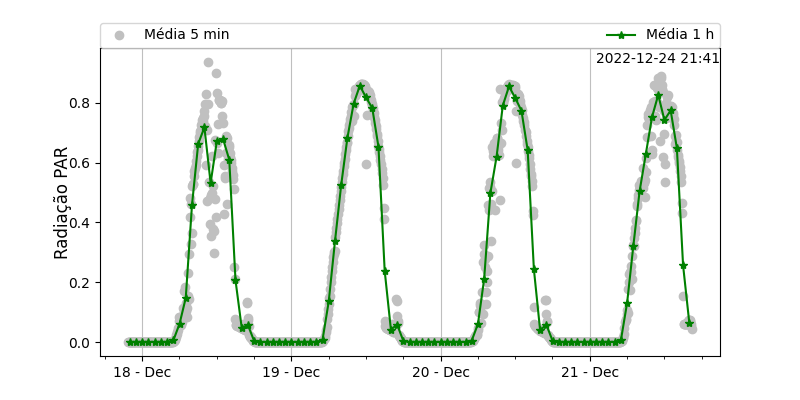 Média 5 min
Média 1 h
2022-12-24 21:41
Radiação PAR
0.8
0.6
0.4
0.2
0.0
18 - Dec
19 - Dec
20 - Dec
21 - Dec